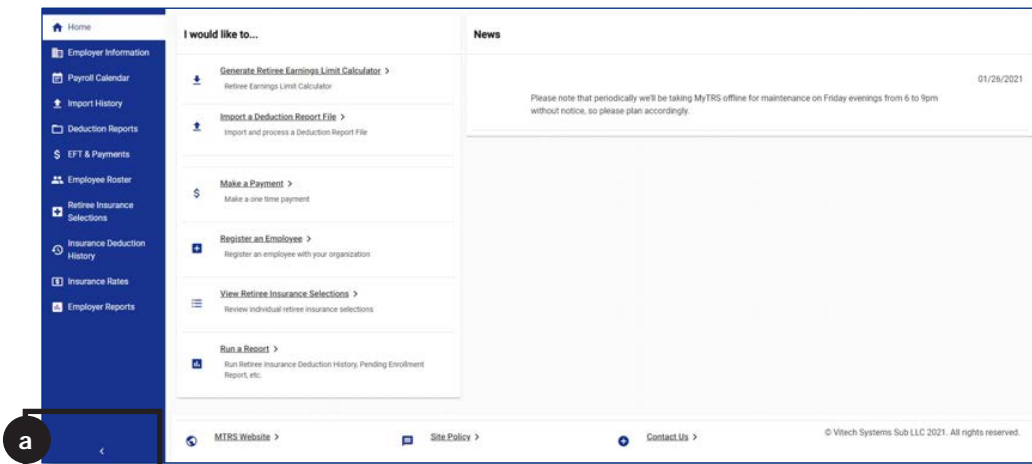 Home
Employer Information
Payroll Calendar
Import History
Deduction Reports
$ EFT & Payments
Employee Roster
Retiree Insurance
Selections
Insurance Deduction
History
Insurance Rates
Employer Reports
a
<
I would like to...
Generate Retiree Earnings Limit Calculator >
Retiree Earnings Limit Calculator
Import a Deduction Report File >
Import and process a Deduction Report File
$
Make a Payment >
Make a one time payment
Register an Employee >
Register an employee with your organization
View Retiree Insurance Selections >
Review individual retiree insurance selections
Run a Report >
Run Retiree Insurance Deduction History, Pending Enrollment
Report, etc.
News
01/26/2021
Please note that periodically we'll be taking MyTRS offline for maintenance on Friday evenings from 6 to 9pm
without notice, so please plan accordingly.
MTRS Website >
Site Policy >
Contact Us >
© Vitech Systems Sub LLC 2021. All rights reserved.